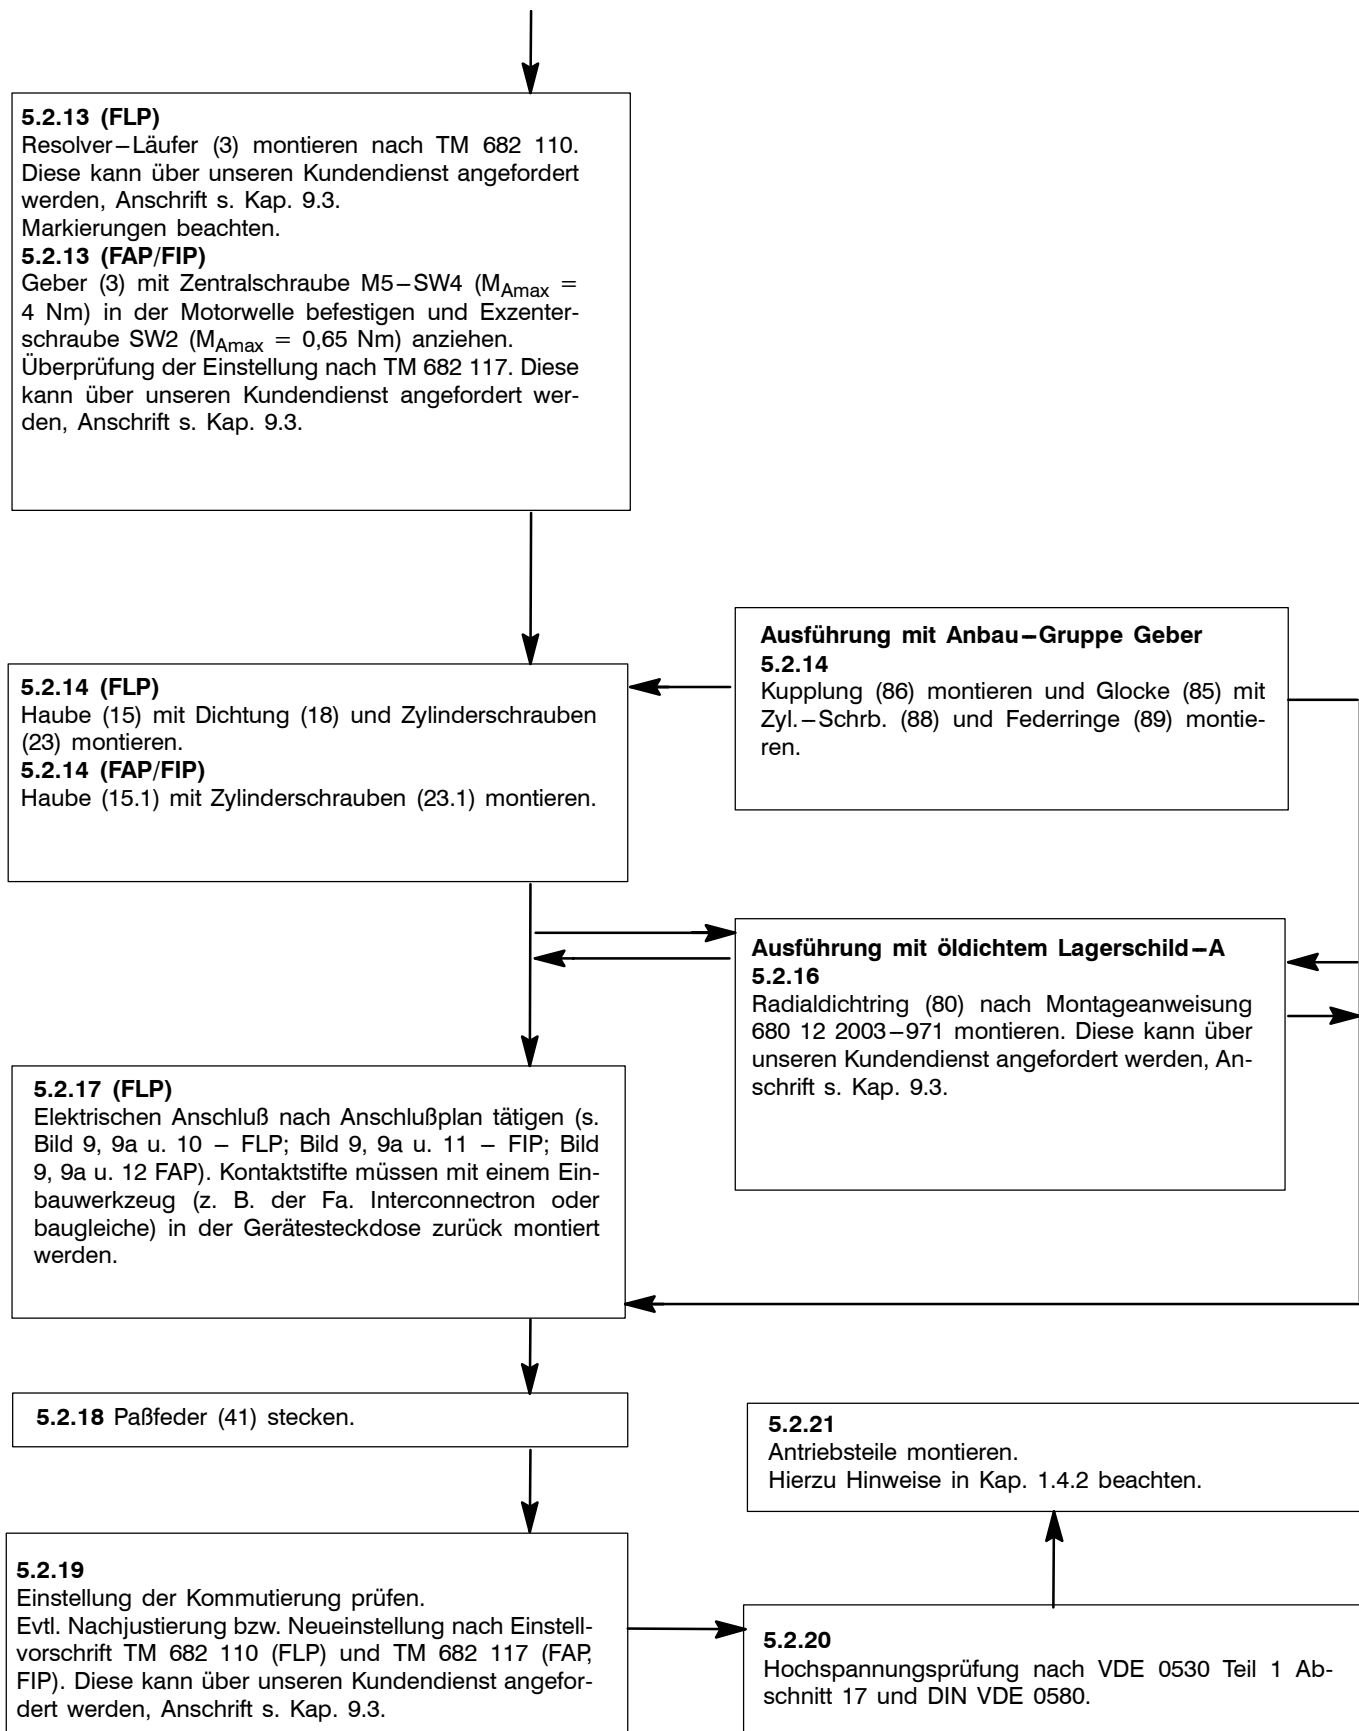 5.2.13 (FLP)
Resolver–Läufer (3) montieren nach TM 682 110.
Diese kann über unseren Kundendienst angefordert
werden, Anschrift s. Kap. 9.3.
Markierungen beachten.
5.2.13 (FAP/FIP)
Geber (3) mit Zentralschraube M5–SW4 (MAmax =
4 Nm) in der Motorwelle befestigen und Exzenter-
schraube SW2 (MAmax = 0,65 Nm) anziehen.
Überprüfung der Einstellung nach TM 682 117. Diese
kann über unseren Kundendienst angefordert wer-
den, Anschrift s. Kap. 9.3.
5.2.14 (FLP)
Haube (15) mit Dichtung (18) und Zylinderschrauben
(23) montieren.
5.2.14 (FAP/FIP)
Haube (15.1) mit Zylinderschrauben (23.1) montieren.
Ausführung mit Anbau–Gruppe Geber
5.2.14
Kupplung (86) montieren und Glocke (85) mit
Zyl.–Schrb. (88) und Federringe (89) montie-
ren.
Ausführung mit öldichtem Lagerschild–A
5.2.16
Radialdichtring (80) nach Montageanweisung
680 12 2003–971 montieren. Diese kann über
unseren Kundendienst angefordert werden, An-
schrift s. Kap. 9.3.
5.2.17 (FLP)
Elektrischen Anschluß nach Anschlußplan tätigen (s.
Bild 9, 9a u. 10 – FLP; Bild 9, 9a u. 11 – FIP; Bild
9, 9a u. 12 FAP). Kontaktstifte müssen mit einem Ein-
bauwerkzeug (z. B. der Fa. Interconnectron oder
baugleiche) in der Gerätesteckdose zurück montiert
werden.
5.2.18 Paßfeder (41) stecken.
5.2.19
Einstellung der Kommutierung prüfen.
Evtl. Nachjustierung bzw. Neueinstellung nach Einstell-
vorschrift TM 682 110 (FLP) und TM 682 117 (FAP,
FIP). Diese kann über unseren Kundendienst angefor-
dert werden, Anschrift s. Kap. 9.3.
5.2.21
Antriebsteile montieren.
Hierzu Hinweise in Kap. 1.4.2 beachten.
5.2.20
Hochspannungsprüfung nach VDE 0530 Teil 1 Ab-
schnitt 17 und DIN VDE 0580.